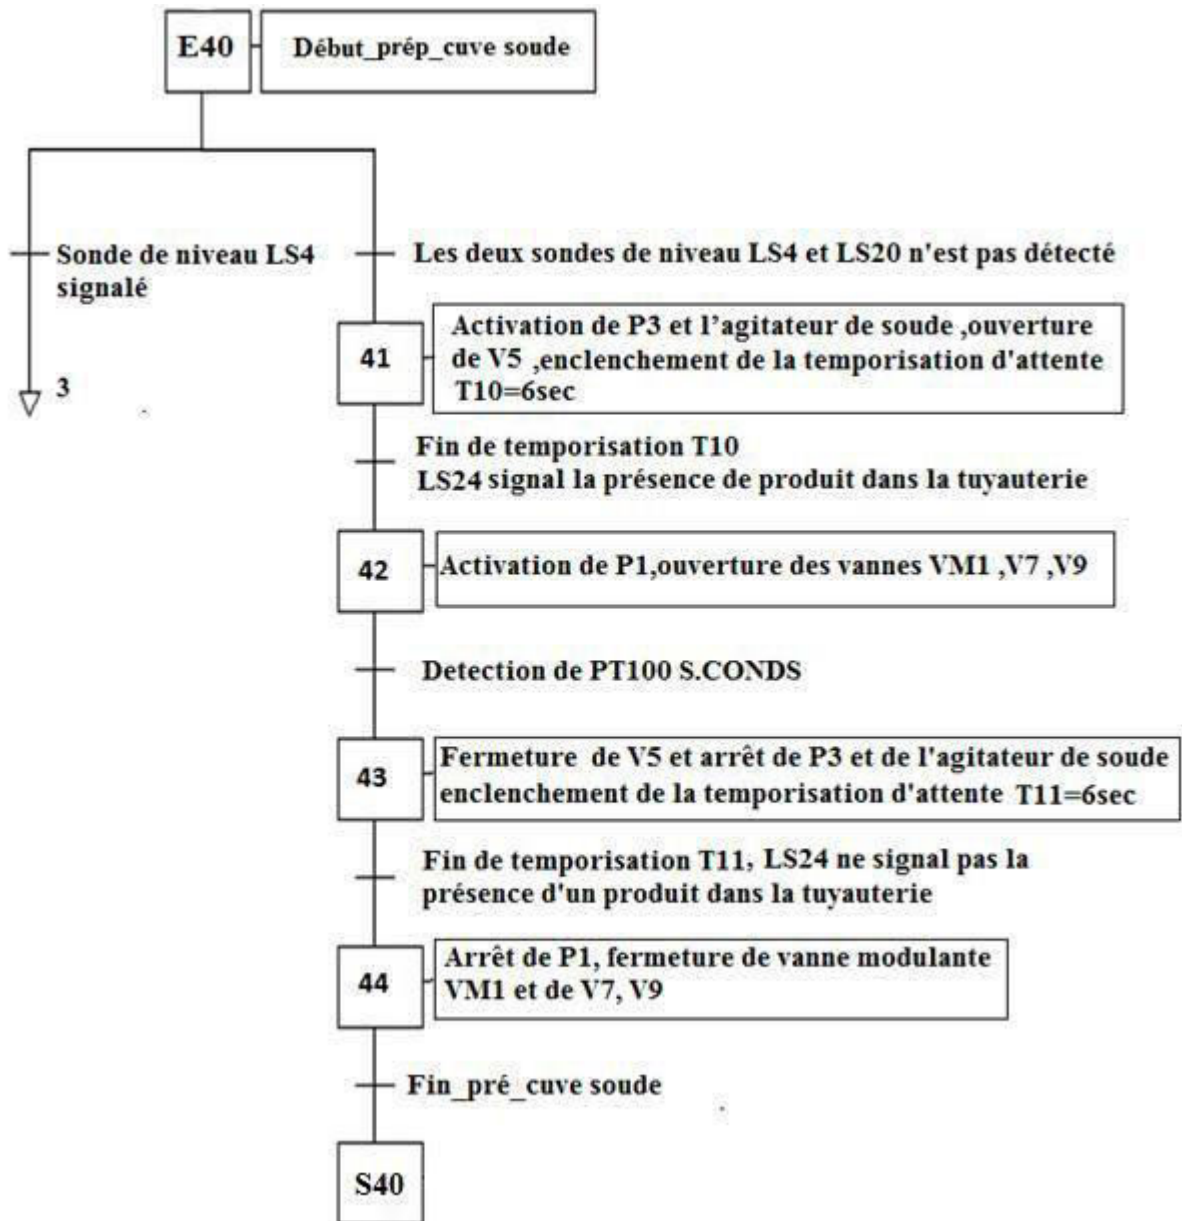 E40
Début_prép_cuve soude
Sonde de niveau LS4
signalé
Les deux sondes de niveau LS4 et LS20 n'est pas détecté
3
41
Activation de P3 et l’agitateur de soude ,ouverture
de V5 ,enclenchement de la temporisation d'attente
T10=6sec
Fin de temporisation T10
LS24 signal la présence de produit dans la tuyauterie
42
Activation de P1,ouverture des vannes VM1 ,V7 ,V9
Detection de PT100 S.CONDS
43
Fermeture de V5 et arrêt de P3 et de l'agitateur de soude
enclenchement de la temporisation d'attente T11=6sec
Fin de temporisation T11, LS24 ne signal pas la
présence d'un produit dans la tuyauterie
44
Arrêt de P1, fermeture de vanne modulante
VM1 et de V7, V9
Fin_pré_cuve soude
S40